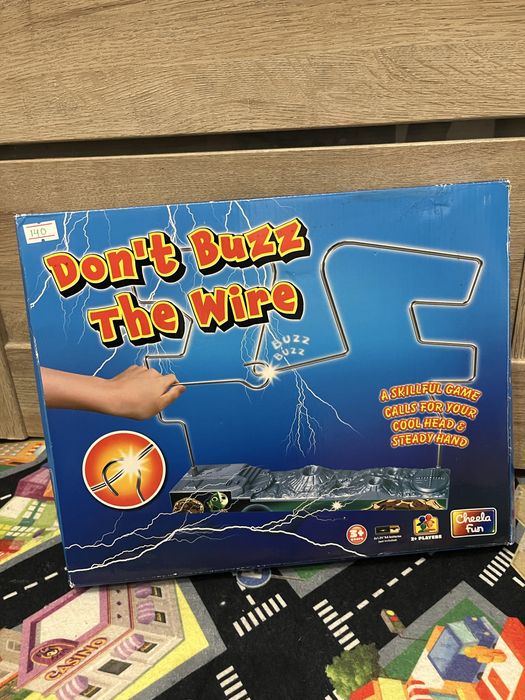 140
Don't Buzz
The Wire
BUZZ
BUZZ
A SKILLFUL GAME
CALLS FOR YOUR
COOL HEAD &
STEADY HAND
2+ PLAYERS
Cheela
fun
CASINO